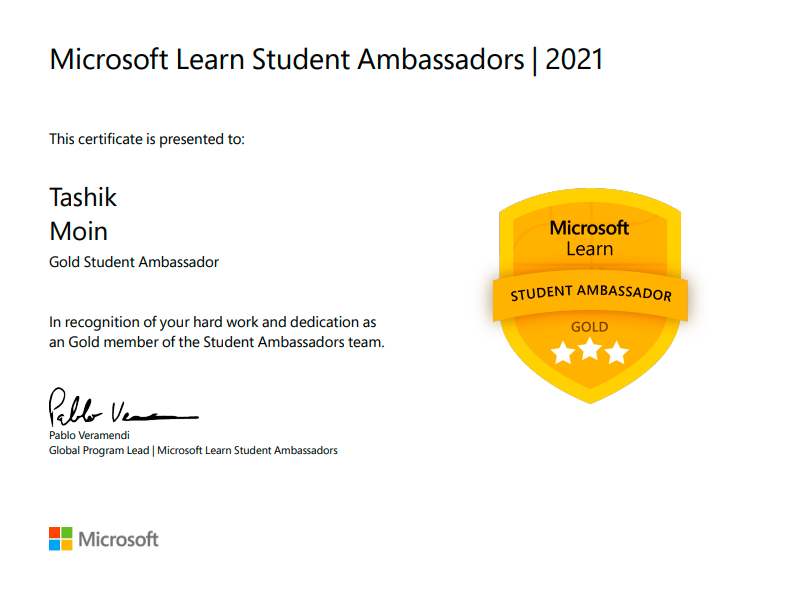 Microsoft Learn Student Ambassadors | 2021
This certificate is presented to:
Tashik
Moin
Gold Student Ambassador
In recognition of your hard work and dedication as
an Gold member of the Student Ambassadors team.
Pablo Veramendi
Global Program Lead | Microsoft Learn Student Ambassadors
Microsoft
Learn
STUDENT AMBASSADOR
GOLD
Microsoft